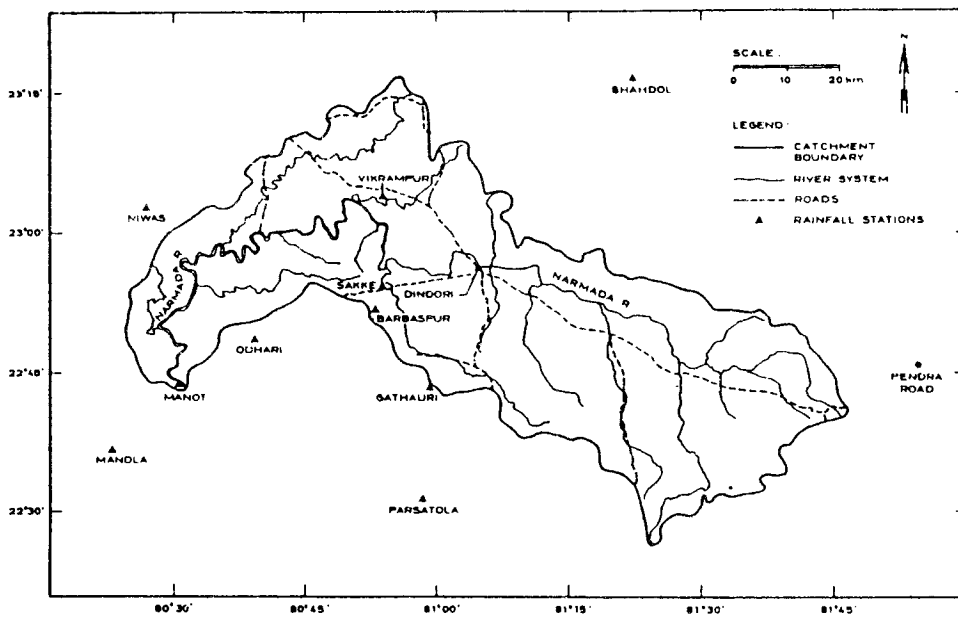 SCALE :
N
0 10 20 km
SHAHDOL
LEGEND :
CATCHMENT
BOUNDARY
RIVER SYSTEM
ROADS
RAINFALL STATIONS
23°15'
23°00'
22°45'
22°30'
VIKRAMPUR
NIWAS
NARMADA R
SAKKE
DINDORI
NARMADA R
BARBASPUR
DUHARI
MANOT
GATHAURI
PENDRA
ROAD
MANDLA
PARSATOLA
80°30'
80°45'
81°00'
81°15'
81°30'
81°45'